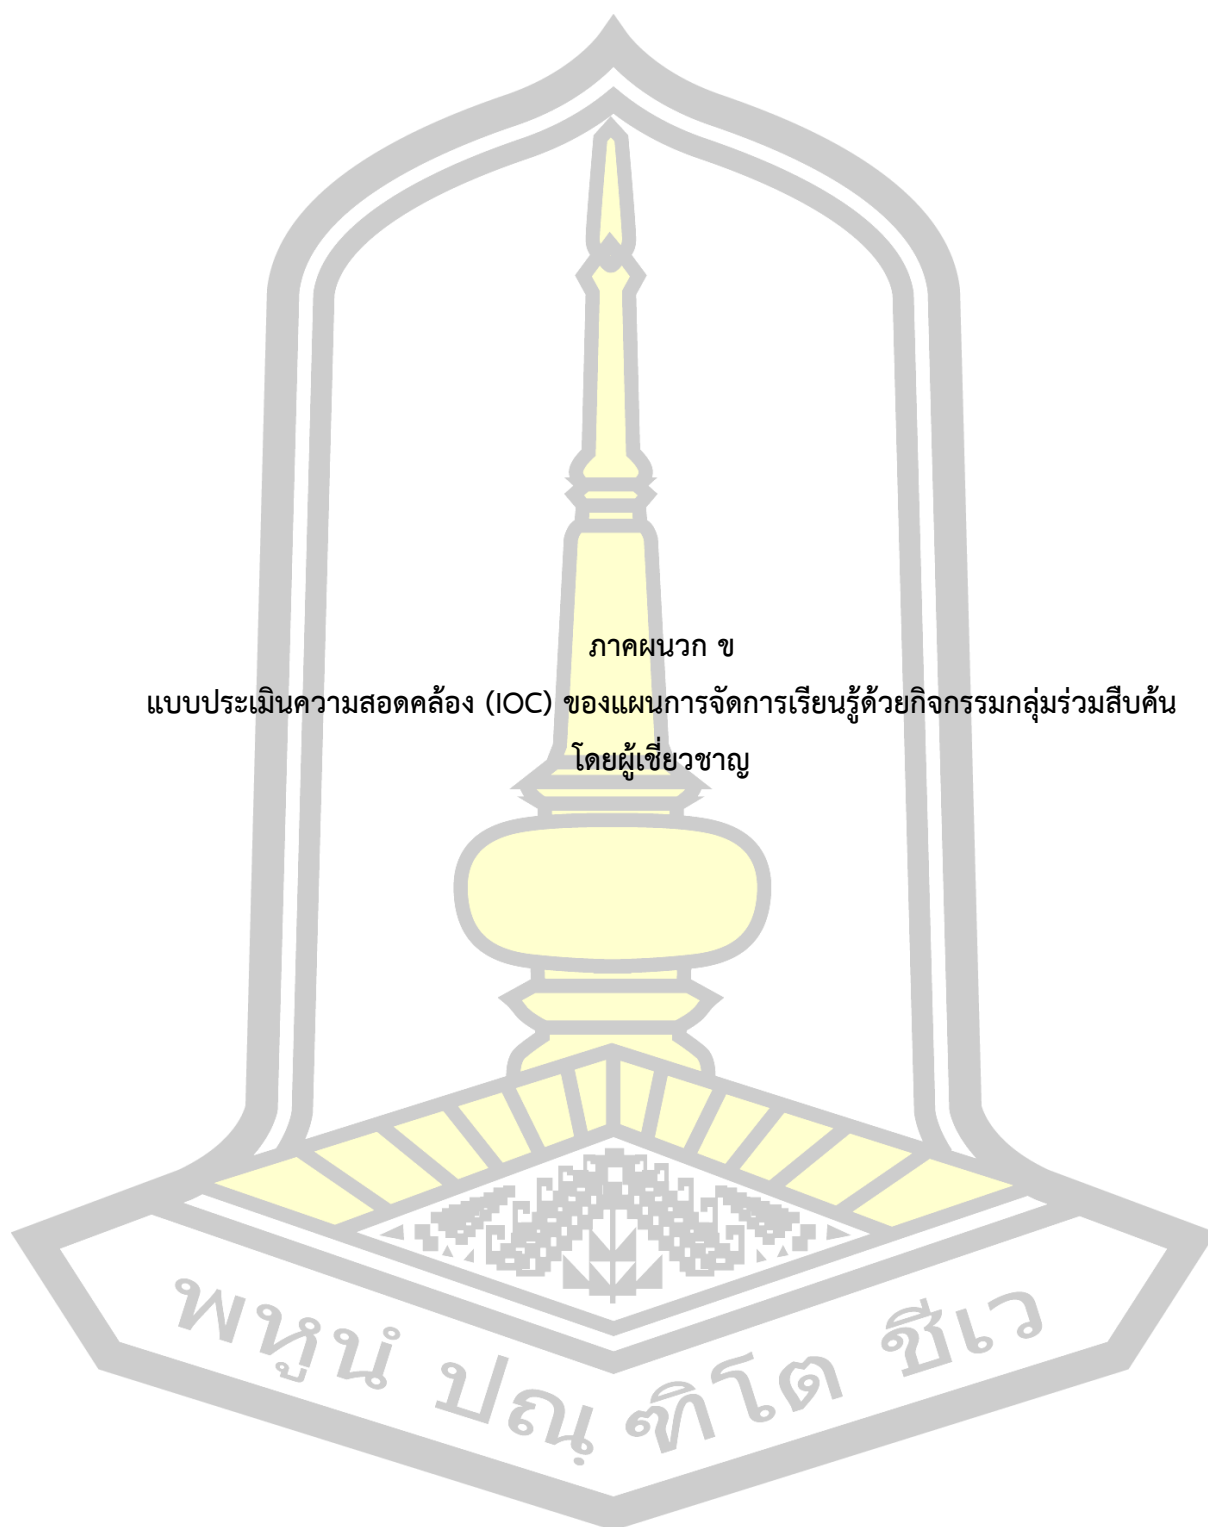 ภาคผนวก ข
แบบประเมินความสอดคล้อง (IOC) ของแผนการจัดการเรียนรู้ด้วยกิจกรรมกลุ่มร่วมสืบค้น
โดยผู้เชี่ยวชาญ
พหูนํ ปณฺฑิโต ชีเว